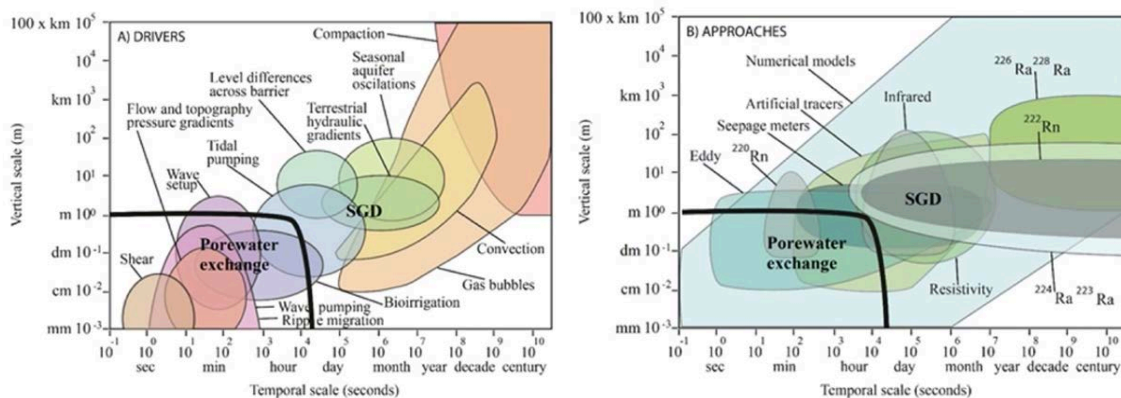 A) DRIVERS
100 x km 10^5
10^4
km 10^3
10^2
10^1
m 10^0
dm 10^-1
cm 10^-2
mm 10^-3
Vertical scale (m)
Compaction
Seasonal
aquifer
oscilations
Level differences
across barrier
Terrestrial
hydraulic
gradients
Flow and topography
pressure gradients
Tidal
pumping
Wave
setup
SGD
Porewater
exchange
Shear
Convection
Gas bubbles
Bioirrigation
Wave pumping
Ripple migration
10^-1 10^0 10^1 10^2 10^3 10^4 10^5 10^6 10^7 10^8 10^9 10^10
sec min hour day month year decade century
Temporal scale (seconds)
B) APPROACHES
100 x km 10^5
10^4
km 10^3
10^2
10^1
m 10^0
dm 10^-1
cm 10^-2
mm 10^-3
Vertical scale (m)
Numerical models
226Ra 228Ra
Infrared
Artificial tracers
Seepage meters
222Rn
220Rn
Eddy
SGD
Porewater
exchange
Resistivity
224Ra 223Ra
10^-1 10^0 10^1 10^2 10^3 10^4 10^5 10^6 10^7 10^8 10^9 10^10
sec min hour day month year decade century
Temporal scale (seconds)